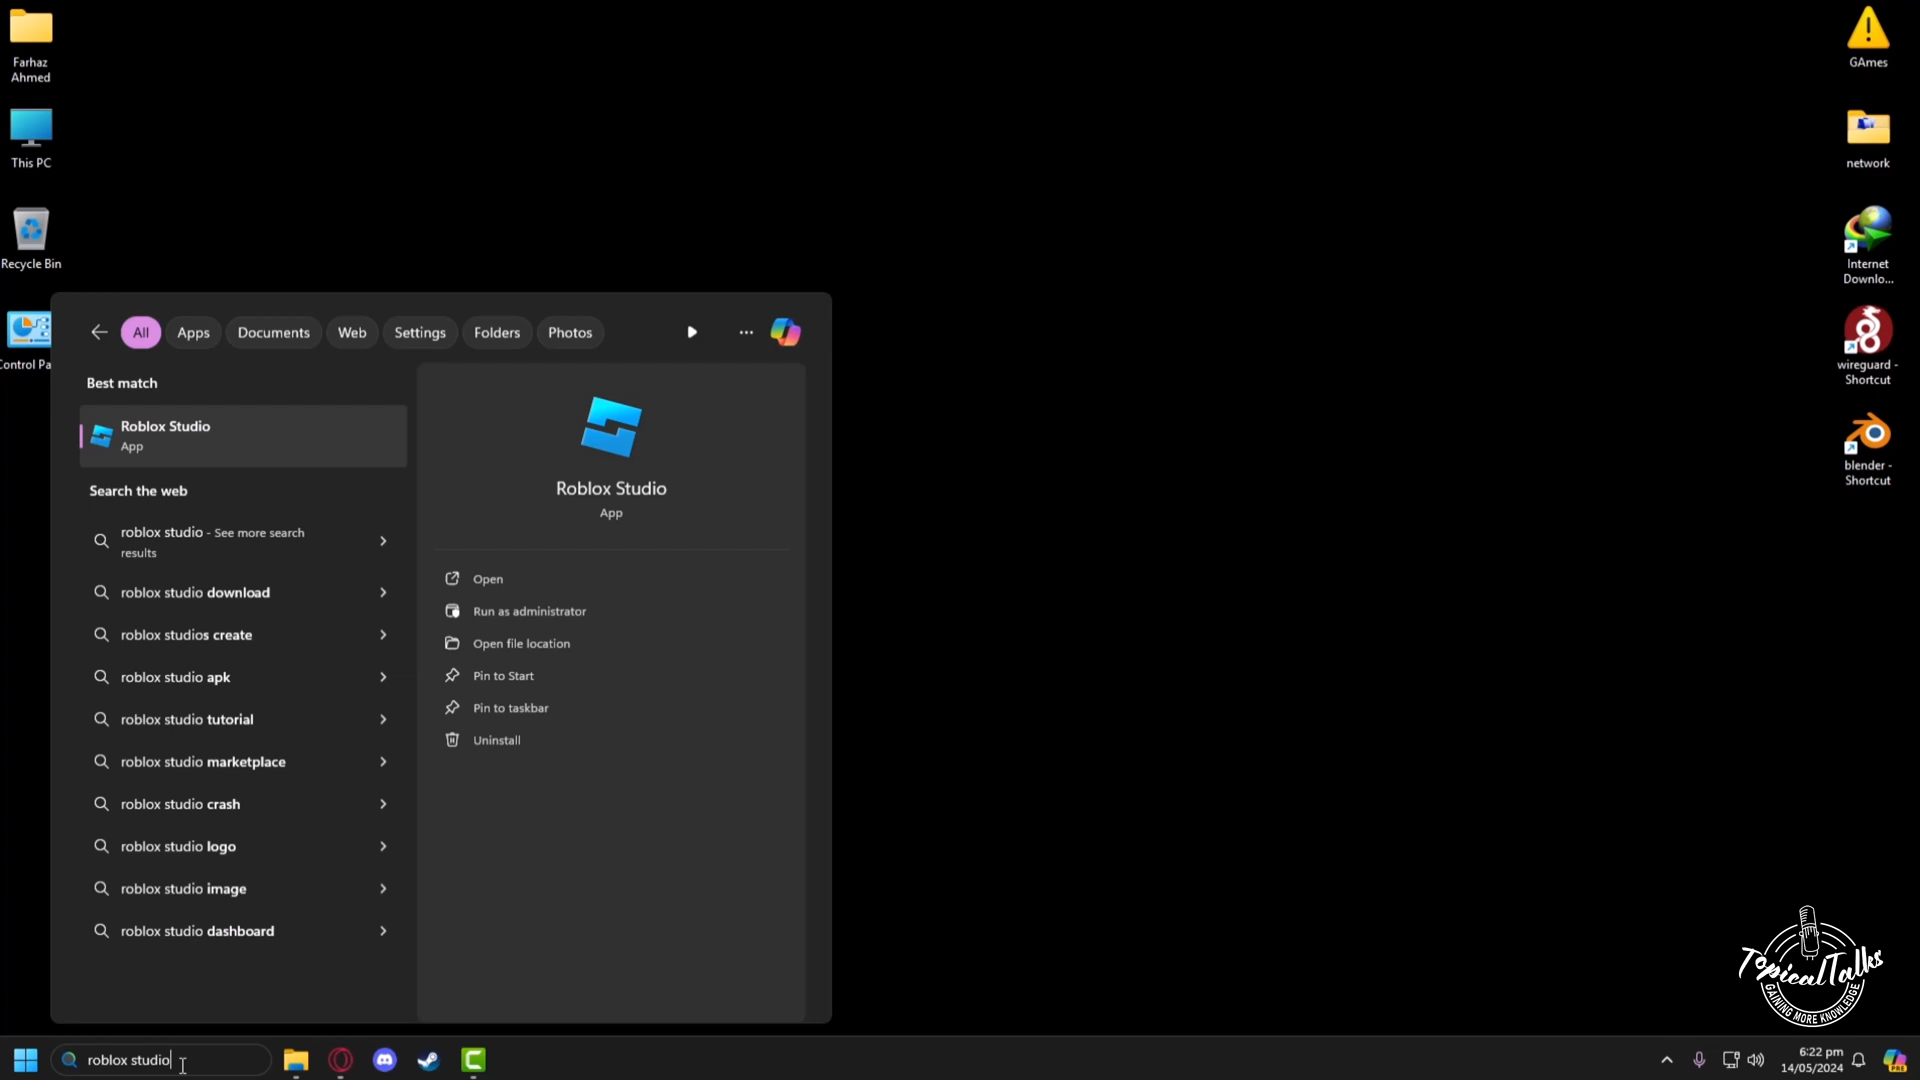 Farhaz
Ahmed
This PC
Recycle Bin
Control Pa
GAmes
network
Internet
Downlo...
wireguard -
Shortcut
blender -
Shortcut
All
Apps
Documents
Web
Settings
Folders
Photos
Best match
Roblox Studio
App
Search the web
roblox studio - See more search
results
roblox studio download
roblox studios create
roblox studio apk
roblox studio tutorial
roblox studio marketplace
roblox studio crash
roblox studio logo
roblox studio image
roblox studio dashboard
Roblox Studio
App
Open
Run as administrator
Open file location
Pin to Start
Pin to taskbar
Uninstall
TopicalTalks
GAINING MORE KNOWLEDGE
roblox studio
6:22 pm
14/05/2024
PRE